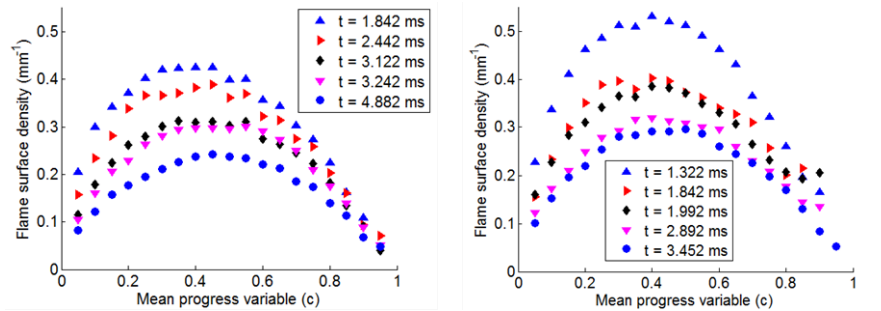 0.5
0.4
0.3
0.2
0.1
0
0 0.2 0.4 0.6 0.8 1
Flame surface density (mm⁻¹)
Mean progress variable (c)
t = 1.842 ms
t = 2.442 ms
t = 3.122 ms
t = 3.242 ms
t = 4.882 ms
0.5
0.4
0.3
0.2
0.1
0
0 0.2 0.4 0.6 0.8 1
Flame surface density (mm⁻¹)
Mean progress variable (c)
t = 1.322 ms
t = 1.842 ms
t = 1.992 ms
t = 2.892 ms
t = 3.452 ms